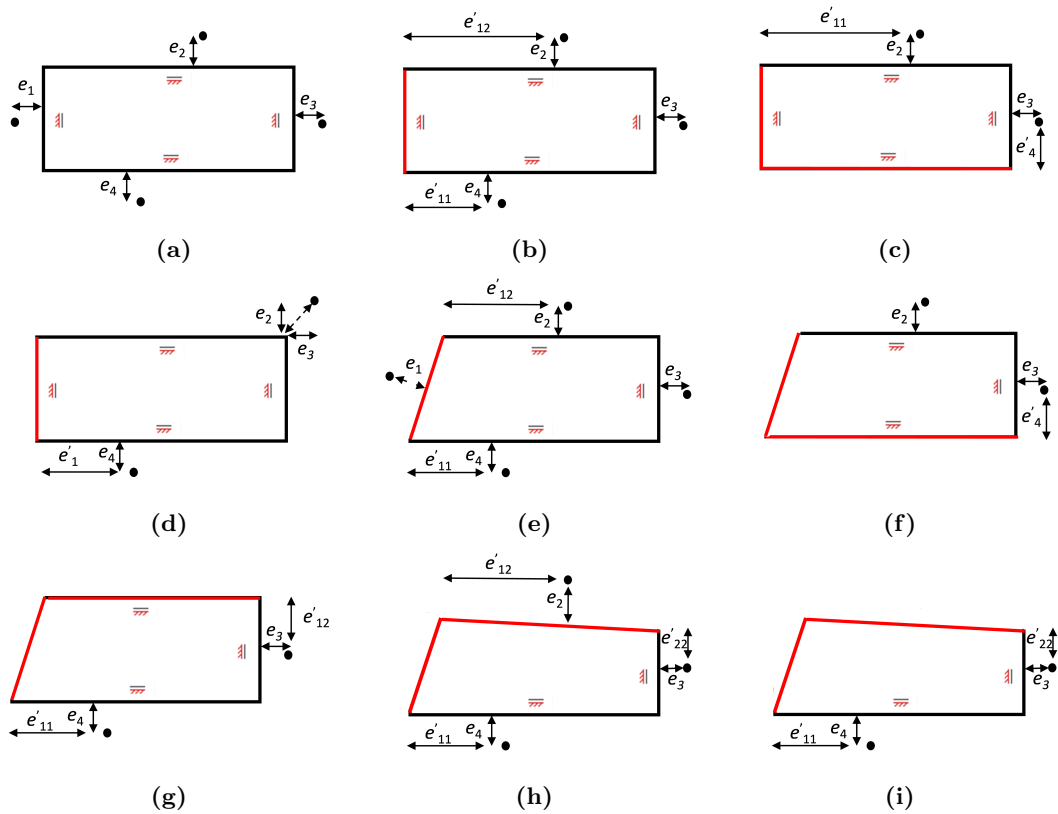 e1 e2 e3 e4
(a)
e'12 e2 e3 e'11 e4
(b)
e'11 e2 e3 e'4
(c)
e2 e3 e'1 e4
(d)
e'12 e2 e1 e3 e'11 e4
(e)
e2 e3 e'4
(f)
e'12 e3 e'11 e4
(g)
e'12 e2 e'22 e3 e'11 e4
(h)
e'22 e3 e'11 e4
(i)